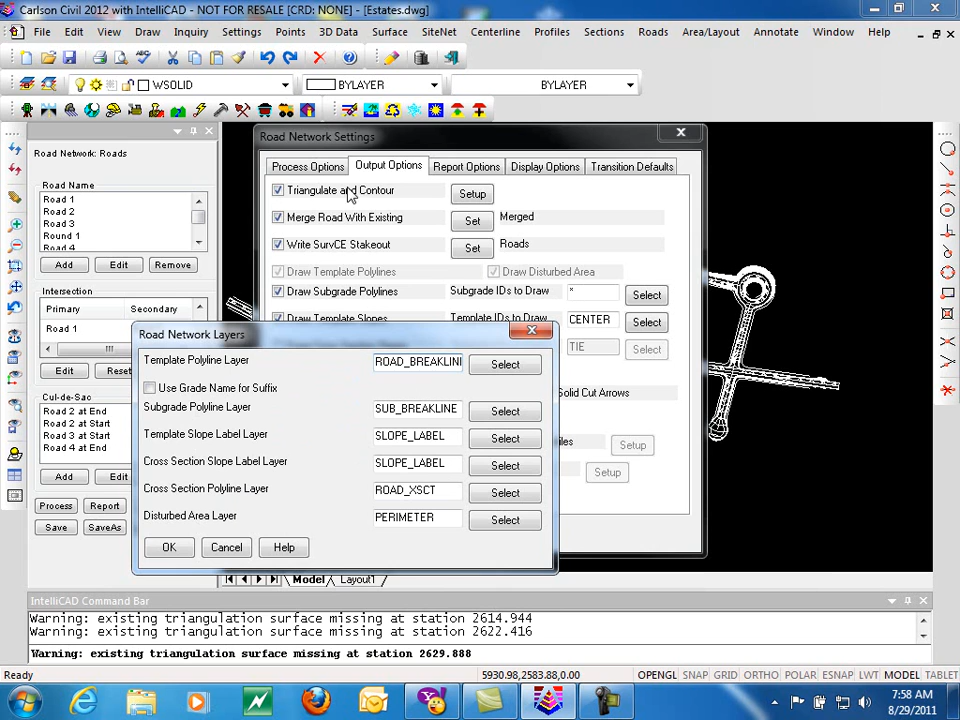 Carlson Civil 2012 with IntelliCAD - NOT FOR RESALE [CRD: NONE] - [Estates.dwg]
File Edit View Draw Inquiry Settings Points 3D Data Surface SiteNet Centerline Profiles Sections Roads Area/Layout Annotate Window Help
WSOLID BYLAYER BYLAYER
Road Network: Roads
Road Name
Road 1
Road 2
Road 3
Round 1
Road 4
Add Edit Remove
Intersection
Primary Secondary
Road 1
Edit Reset
Cul-de-Sac
Road 2 at End
Road 2 at Start
Road 3 at Start
Road 4 at End
Add Edit
Process Report
Save SaveAs
Road Network Settings
Process Options Output Options Report Options Display Options Transition Defaults
Triangulate and Contour Setup
Merge Road With Existing Set Merged
Write SurvCE Stakeout Set Roads
Draw Template Polylines Draw Disturbed Area
Draw Subgrade Polylines Subgrade IDs to Draw * Select
Draw Template Slopes Template IDs to Draw CENTER Select
TIE Select
Solid Cut Arrows
Setup
Setup
Road Network Layers
Template Polyline Layer ROAD_BREAKLINI Select
Use Grade Name for Suffix
Subgrade Polyline Layer SUB_BREAKLINE Select
Template Slope Label Layer SLOPE_LABEL Select
Cross Section Slope Label Layer SLOPE_LABEL Select
Cross Section Polyline Layer ROAD_XSCT Select
Disturbed Area Layer PERIMETER Select
OK Cancel Help
Model Layout1
IntelliCAD Command Bar
Warning: existing triangulation surface missing at station 2614.944
Warning: existing triangulation surface missing at station 2622.416
Warning: existing triangulation surface missing at station 2629.888
Ready 5930.98,2583.88,0.00 OPENGL SNAP GRID ORTHO POLAR ESNAP LWT MODEL TABLET
7:58 AM
8/29/2011